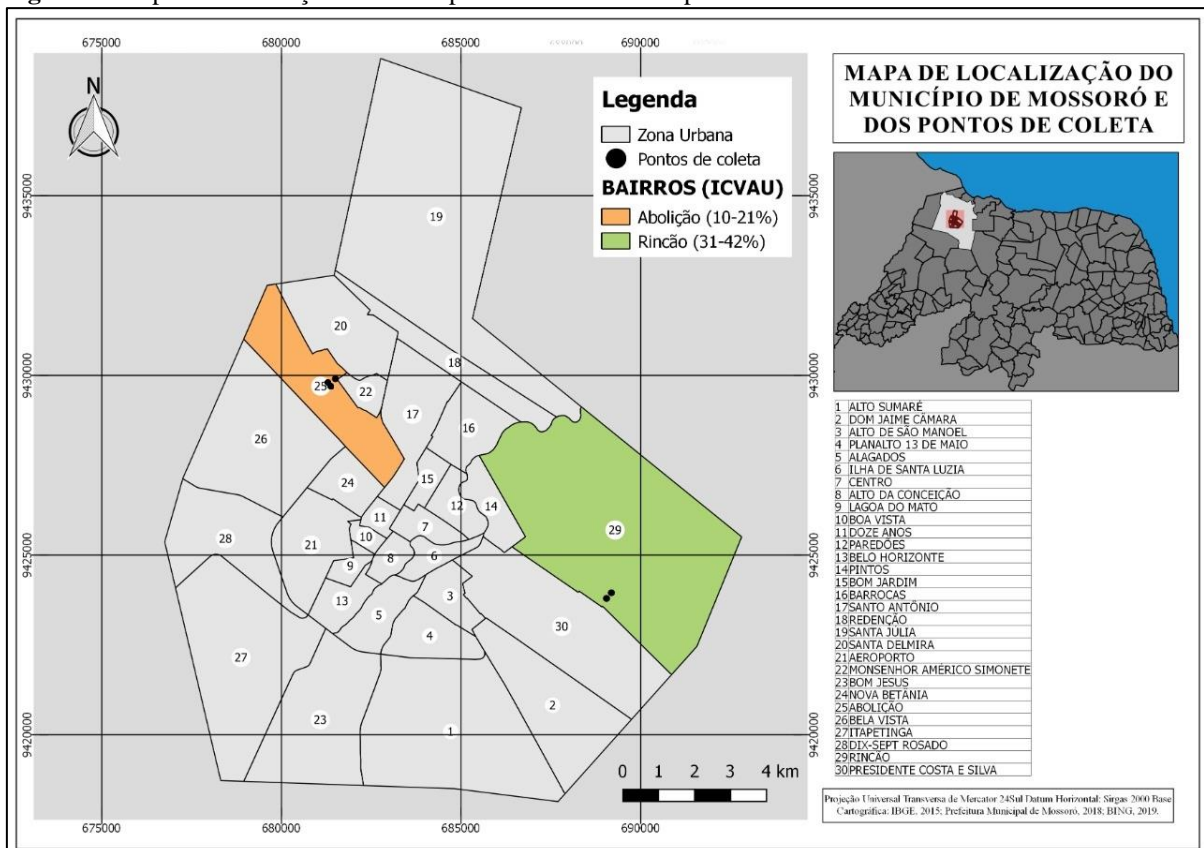 675000
680000
685000
690000
N
9435000
9430000
9425000
9420000
Legenda
Zona Urbana
Pontos de coleta
BAIRROS (ICVAU)
Abolição (10-21%)
Rincão (31-42%)
19
20
18
25
22
17
16
26
24
15
12
14
29
11
28
21
10
7
9
8
6
13
5
3
30
4
27
2
23
1
0 1 2 3 4 km
9435000
9430000
9425000
9420000
675000
680000
685000
690000
MAPA DE LOCALIZAÇÃO DO
MUNICÍPIO DE MOSSORÓ E
DOS PONTOS DE COLETA
1 ALTO SUMARÉ
2 DOM JAIME CÂMARA
3 ALTO DE SÃO MANOEL
4 PLANALTO 13 DE MAIO
5 ALAGADOS
6 ILHA DE SANTA LUZIA
7 CENTRO
8 ALTO DA CONCEIÇÃO
9 LAGOA DO MATO
10 BOA VISTA
11 DOZE ANOS
12 PAREDÕES
13 BELO HORIZONTE
14 PINTOS
15 BOM JARDIM
16 BARROCAS
17 SANTO ANTÔNIO
18 REDENÇÃO
19 SANTA JÚLIA
20 SANTA DELMIRA
21 AEROPORTO
22 MONSENHOR AMÉRICO SIMONETE
23 BOM JESUS
24 NOVA BETÂNIA
25 ABOLIÇÃO
26 BELA VISTA
27 ITAPETINGA
28 DIX-SEPT ROSADO
29 RINCÃO
30 PRESIDENTE COSTA E SILVA
Projeção Universal Transversa de Mercator 24Sul Datum Horizontal: Sirgas 2000 Base
Cartográfica: IBGE, 2015; Prefeitura Municipal de Mossoró, 2018; BING, 2019.